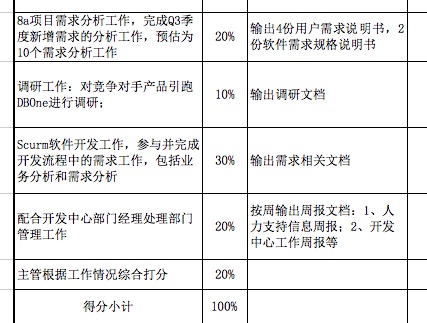 8a项目需求分析工作，完成Q3季
度新增需求的分析工作，预估为
10个需求分析工作
20%
输出4份用户需求说明书，2
份软件需求规格说明书
调研工作：对竞争对手产品引跑
DBOne进行调研；
10%
输出调研文档
Scurm软件开发工作，参与并完成
开发流程中的需求工作，包括业
务分析和需求分析
30%
输出需求相关文档
配合开发中心部门经理处理部门
管理工作
20%
按周输出周报文档：1、人
力支持信息周报；2、开发
中心工作周报等
主管根据工作情况综合打分
20%
得分小计
100%